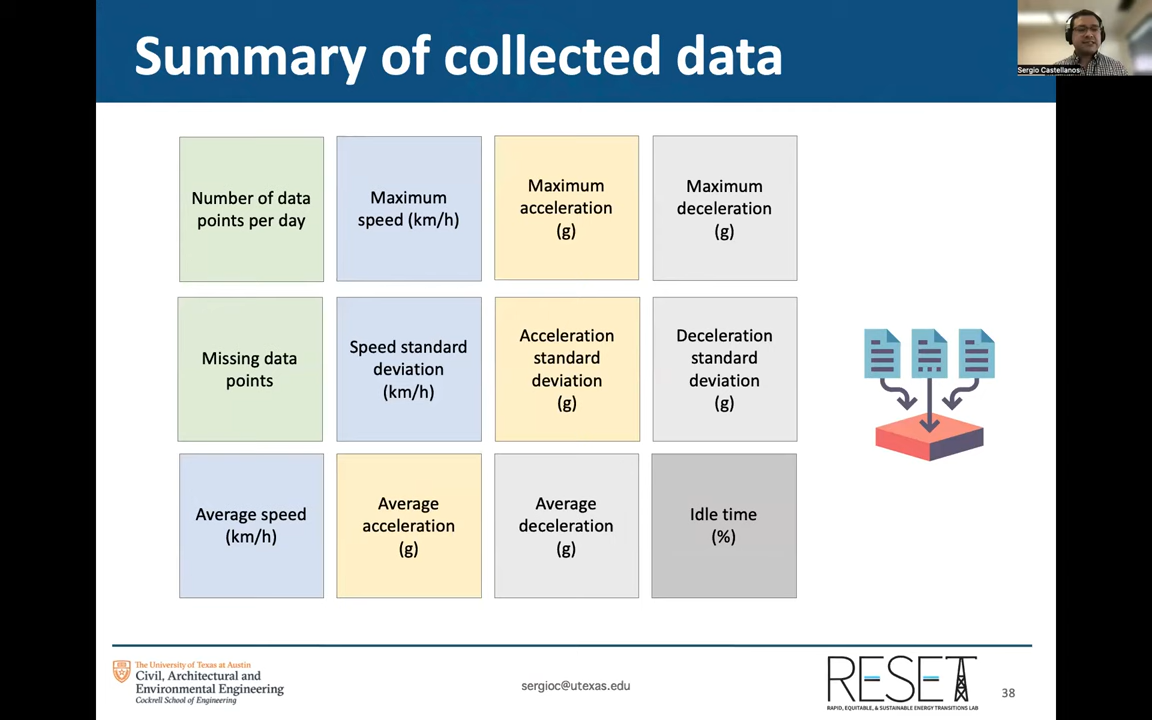 Summary of collected data
Sergio Castellanos
Number of data
points per day
Maximum
speed (km/h)
Maximum
acceleration
(g)
Maximum
deceleration
(g)
Missing data
points
Speed standard
deviation
(km/h)
Acceleration
standard
deviation
(g)
Deceleration
standard
deviation
(g)
Average speed
(km/h)
Average
acceleration
(g)
Average
deceleration
(g)
Idle time
(%)
The University of Texas at Austin
Civil, Architectural and
Environmental Engineering
Cockrell School of Engineering
sergioc@utexas.edu
RESET
RAPID, EQUITABLE, & SUSTAINABLE ENERGY TRANSITIONS LAB
38